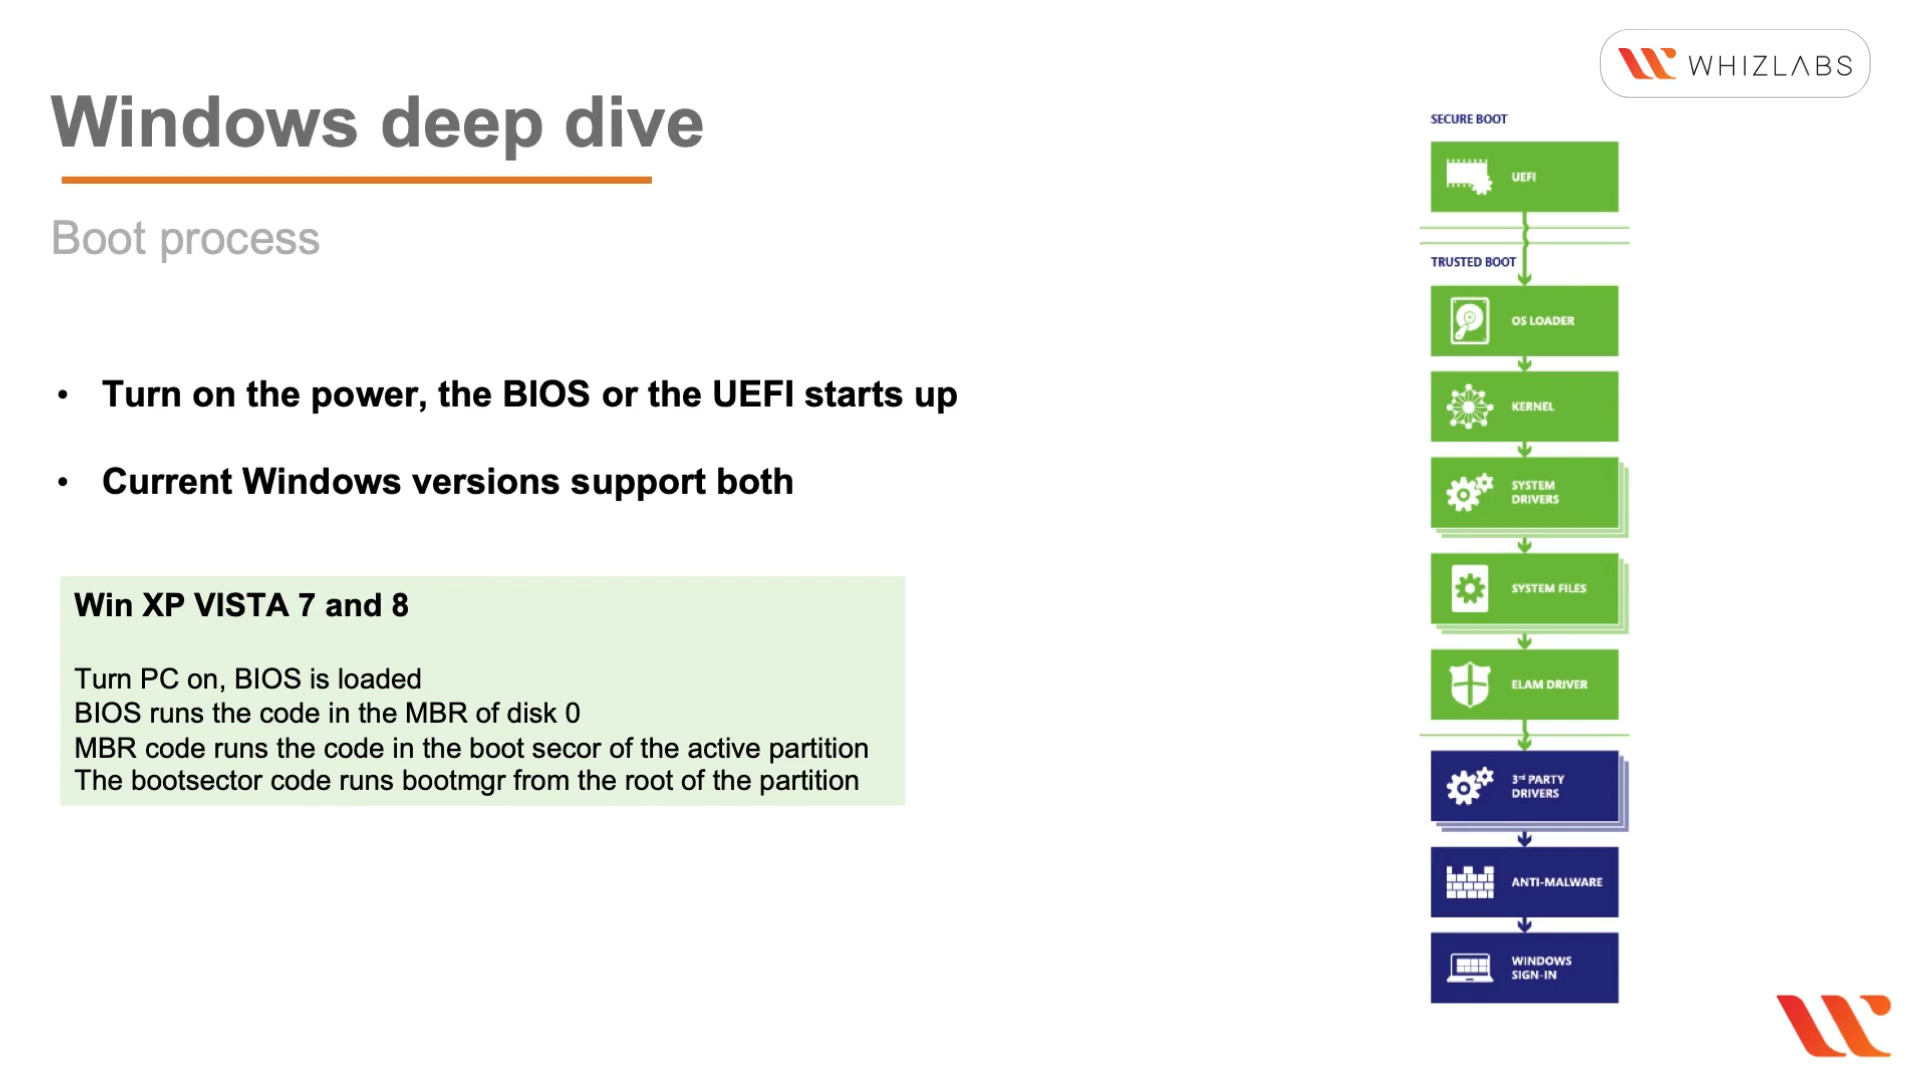 WHIZLABS
Windows deep dive
Boot process
• Turn on the power, the BIOS or the UEFI starts up
• Current Windows versions support both
Win XP VISTA 7 and 8
Turn PC on, BIOS is loaded
BIOS runs the code in the MBR of disk 0
MBR code runs the code in the boot secor of the active partition
The bootsector code runs bootmgr from the root of the partition
SECURE BOOT
UEFI
TRUSTED BOOT
OS LOADER
KERNEL
SYSTEM
DRIVERS
SYSTEM FILES
ELAM DRIVER
3rd PARTY
DRIVERS
ANTI-MALWARE
WINDOWS
SIGN-IN